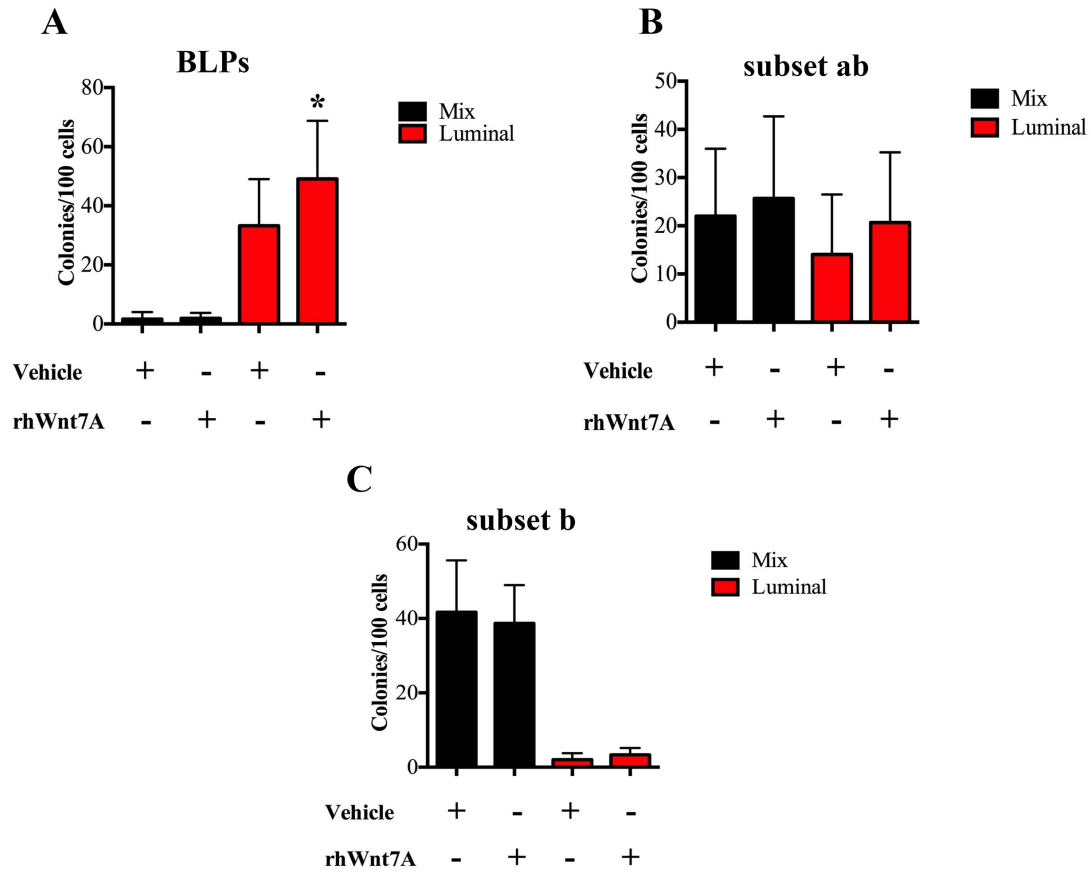 A
BLPs
80
60
40
20
0
Colonies/100 cells
*
Mix
Luminal
Vehicle + - + -
rhWnt7A - + - +
B
subset ab
50
40
30
20
10
0
Colonies/100 cells
Mix
Luminal
Vehicle + - + -
rhWnt7A - + - +
C
subset b
60
40
20
0
Colonies/100 cells
Mix
Luminal
Vehicle + - + -
rhWnt7A - + - +